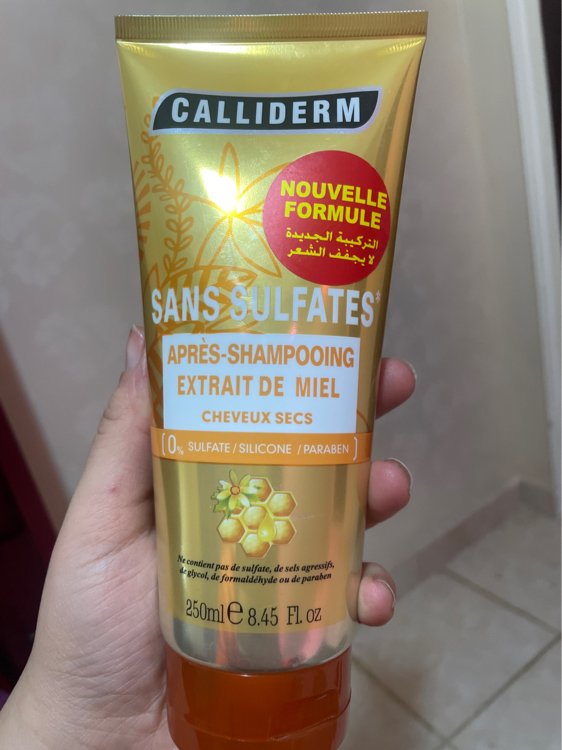 CALLIDERM
NOUVELLE
FORMULE
التركيبة الجديدة
لا يجفف الشعر
SANS SULFATES*
APRÈS-SHAMPOOING
EXTRAIT DE MIEL
CHEVEUX SECS
0% SULFATE / SILICONE / PARABEN
Ne contient pas de sulfate, de sels agressifs,
de glycol, de formaldéhyde ou de paraben
250ml e 8.45 Fl. oz